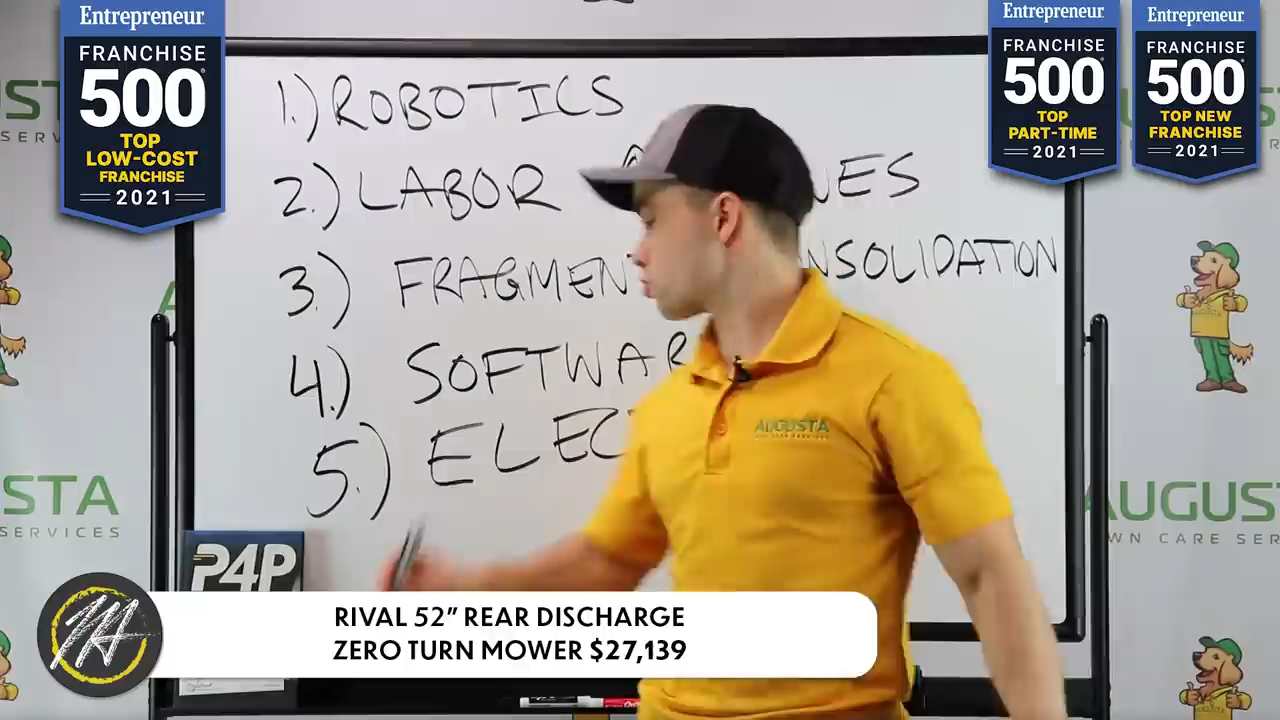 Entrepreneur
FRANCHISE
500
TOP
LOW-COST
FRANCHISE
2021
Entrepreneur
FRANCHISE
500
TOP
PART-TIME
2021
Entrepreneur
FRANCHISE
500
TOP NEW
FRANCHISE
2021
1.) ROBOTICS
2.) LABOR
3.) FRAGMEN NSOLIDATION
4.) SOFTWAR
5.) ELEC
AUGUSTA
STA
SERVICES
AUGUST
WN CARE SER
P4P
RIVAL 52" REAR DISCHARGE
ZERO TURN MOWER $27,139